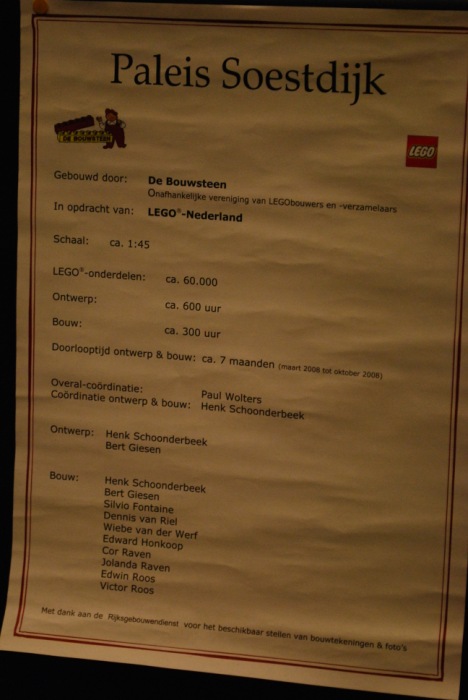 Paleis Soestdijk
DE BOUWSTEEN
LEGO
Gebouwd door: De Bouwsteen
Onafhankelijke vereniging van LEGObouwers en -verzamelaars
In opdracht van: LEGO®-Nederland
Schaal: ca. 1:45
LEGO®-onderdelen: ca. 60.000
Ontwerp: ca. 600 uur
Bouw: ca. 300 uur
Doorlooptijd ontwerp & bouw: ca. 7 maanden (maart 2008 tot oktober 2008)
Overal-coördinatie: Paul Wolters
Coördinatie ontwerp & bouw: Henk Schoonderbeek
Ontwerp: Henk Schoonderbeek
Bert Giesen
Bouw: Henk Schoonderbeek
Bert Giesen
Silvio Fontaine
Dennis van Riel
Wiebe van der Werf
Edward Honkoop
Cor Raven
Jolanda Raven
Edwin Roos
Victor Roos
Met dank aan de Rijksgebouwendienst voor het beschikbaar stellen van bouwtekeningen & foto's